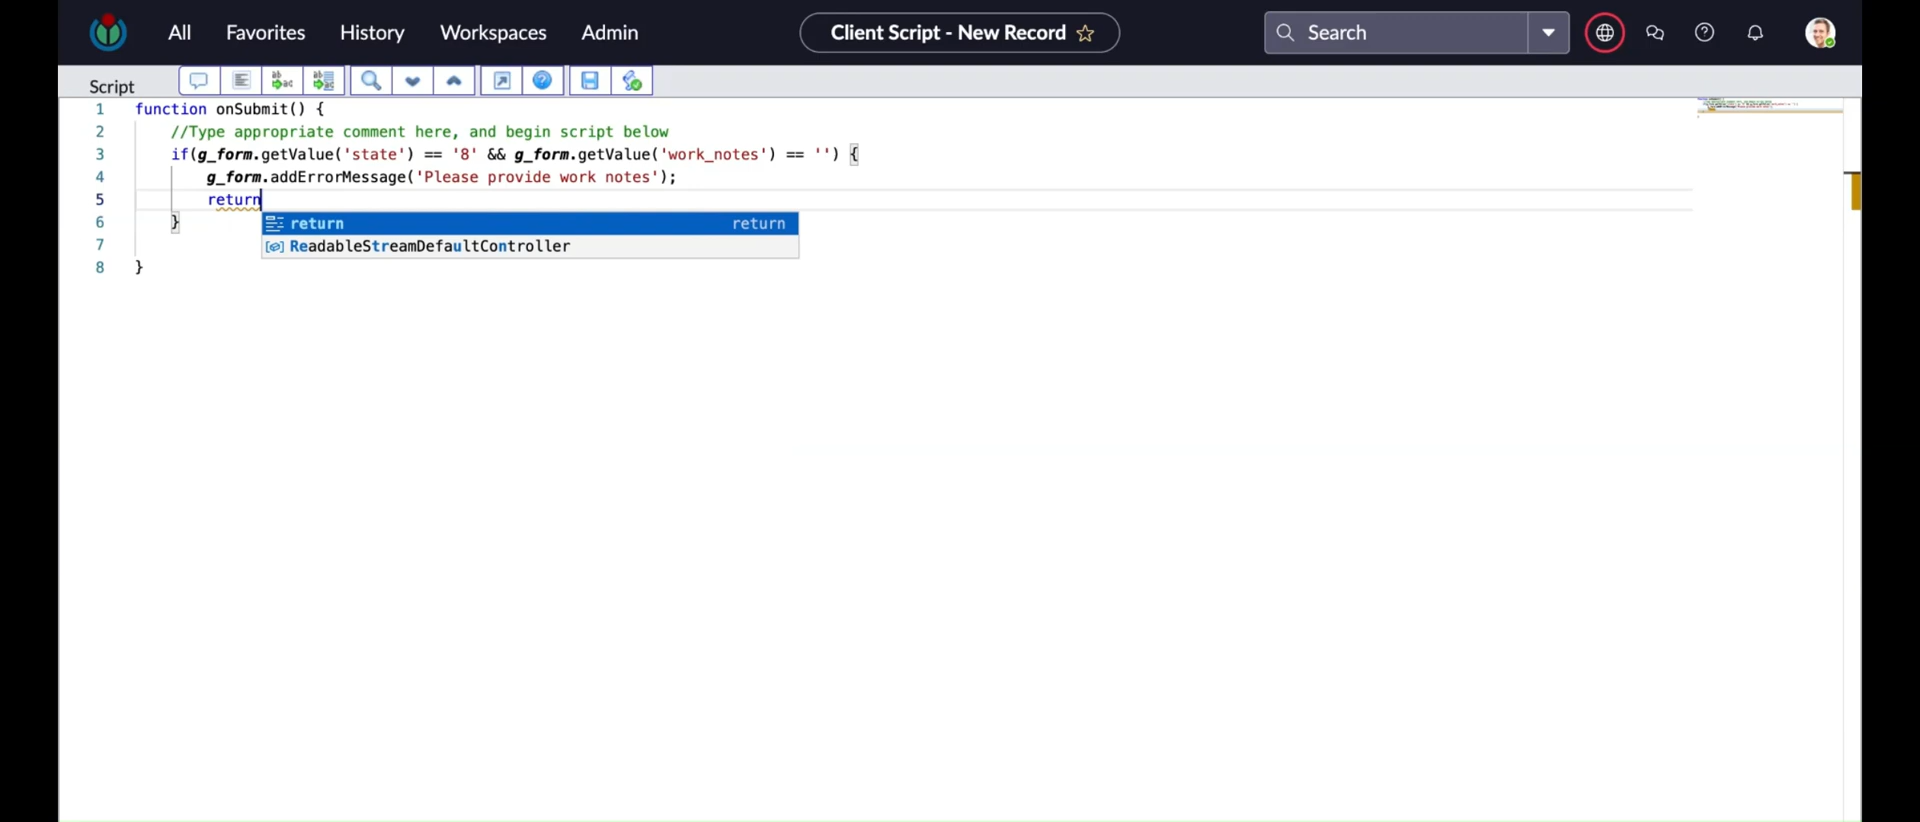 All Favorites History Workspaces Admin Client Script - New Record Search
Script
1 function onSubmit() {
2 //Type appropriate comment here, and begin script below
3 if(g_form.getValue('state') == '8' && g_form.getValue('work_notes') == '') {
4 g_form.addErrorMessage('Please provide work notes');
5 return
6 }
return return
ReadableStreamDefaultController
7
8 }